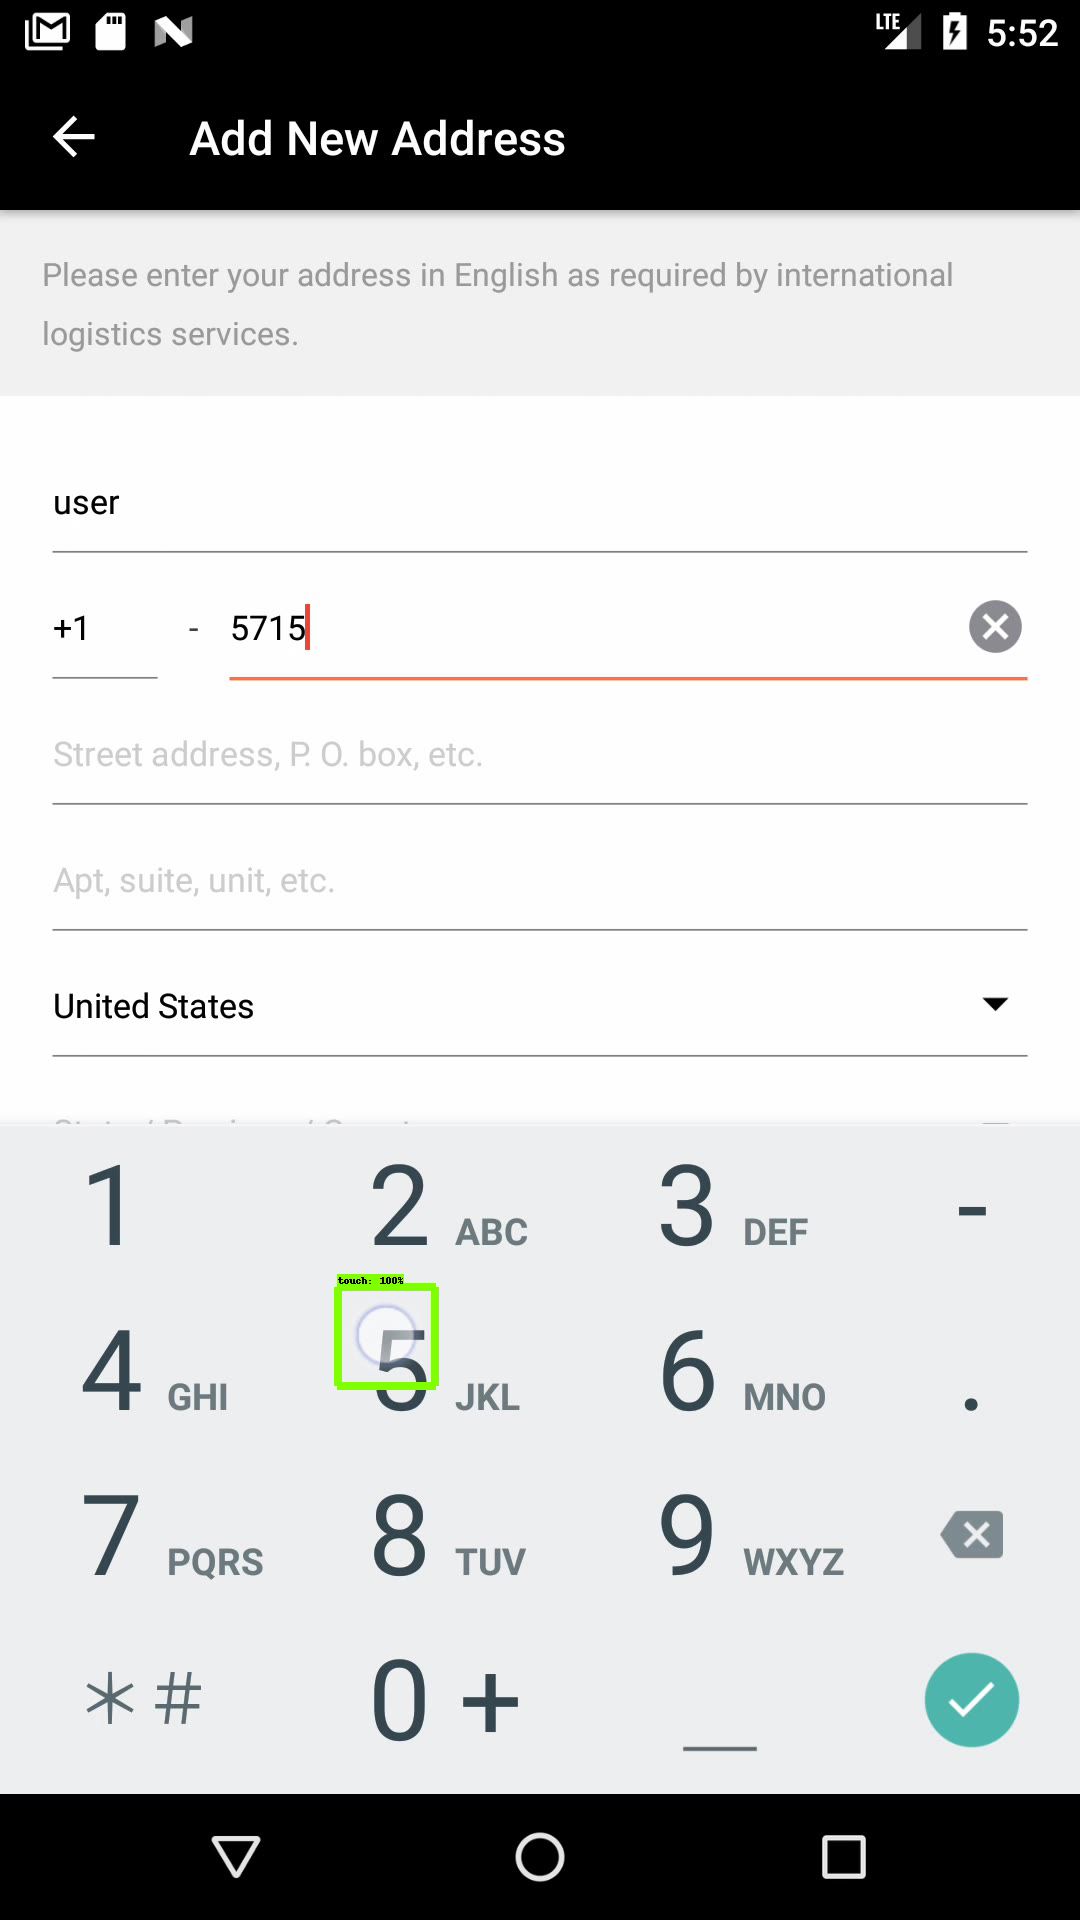 LTE 5:52
Add New Address
Please enter your address in English as required by international
logistics services.
user
+1 - 5715
Street address, P. O. box, etc.
Apt, suite, unit, etc.
United States
1 2 ABC 3 DEF -
touch: 100%
4 GHI 5 JKL 6 MNO .
7 PQRS 8 TUV 9 WXYZ
* # 0 + _